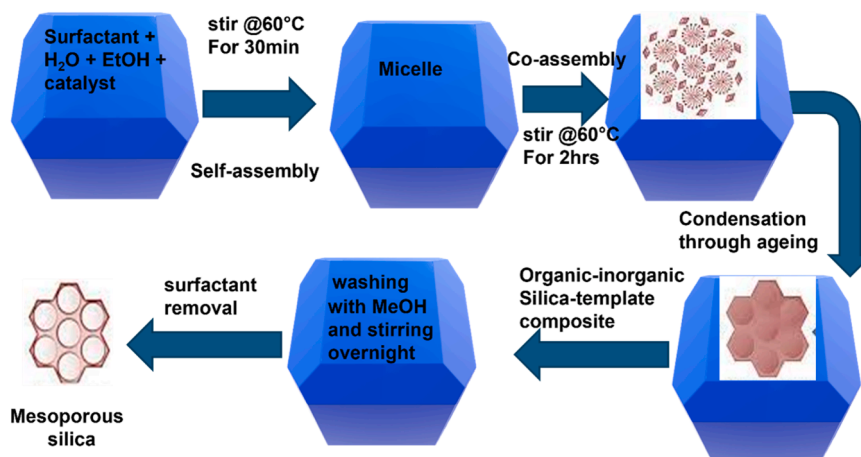 Surfactant +
H₂O + EtOH +
catalyst
stir @60°C
For 30min
Self-assembly
Micelle
Co-assembly
stir @60°C
For 2hrs
Condensation
through ageing
Organic-inorganic
Silica-template
composite
washing
with MeOH
and stirring
overnight
surfactant
removal
Mesoporous
silica